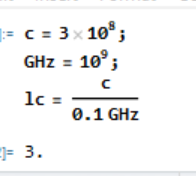 ]:= c = 3 × 10⁸;
GHz = 10⁹;
lc = c / 0.1 GHz
]= 3.